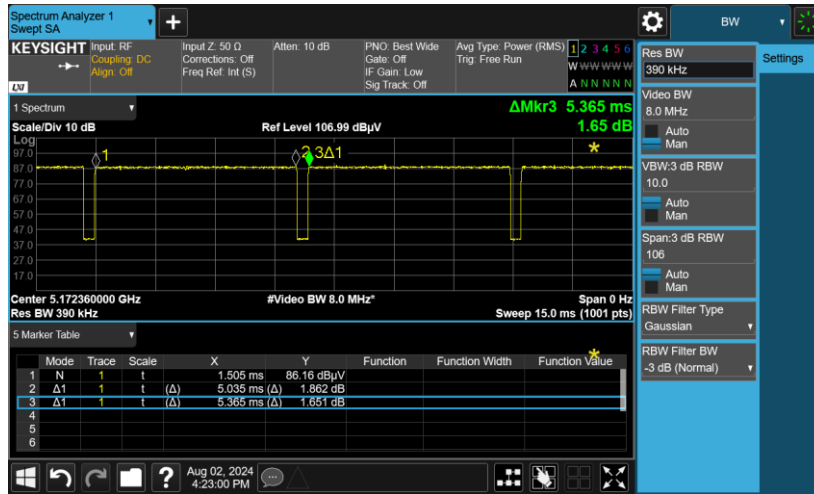 Spectrum Analyzer 1
Swept SA
+
BW
KEYSIGHT
Input: RF
Coupling: DC
Align: Off
Input Z: 50 Ω
Corrections: Off
Freq Ref: Int (S)
Atten: 10 dB
PNO: Best Wide
Gate: Off
IF Gain: Low
Sig Track: Off
Avg Type: Power (RMS)
Trig: Free Run
1 2 3 4 5 6
W W W W W W
A N N N N N
LXI
1 Spectrum
ΔMkr3 5.365 ms
1.65 dB
Scale/Div 10 dB
Ref Level 106.99 dBµV
Log
97.0
87.0
77.0
67.0
57.0
47.0
37.0
27.0
17.0
1
2 3Δ1
Center 5.172360000 GHz
#Video BW 8.0 MHz*
Span 0 Hz
Res BW 390 kHz
Sweep 15.0 ms (1001 pts)
5 Marker Table
Mode Trace Scale X Y Function Function Width Function Value
1 N 1 t 1.505 ms 86.16 dBµV
2 Δ1 1 t (Δ) 5.035 ms (Δ) 1.862 dB
3 Δ1 1 t (Δ) 5.365 ms (Δ) 1.651 dB
4
5
6
?
Aug 02, 2024
4:23:00 PM
Settings
Res BW
390 kHz
Video BW
8.0 MHz
Auto
Man
VBW:3 dB RBW
10.0
Auto
Man
Span:3 dB RBW
106
Auto
Man
RBW Filter Type
Gaussian
RBW Filter BW
-3 dB (Normal)